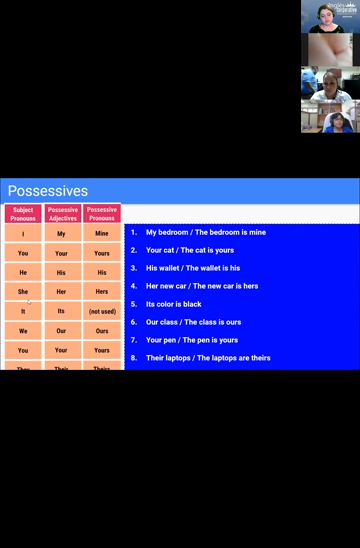 Possessives
Subject Pronouns
Possessive Adjectives
Possessive Pronouns
I My Mine
You Your Yours
He His His
She Her Hers
It Its (not used)
We Our Ours
You Your Yours
They Their Theirs
1. My bedroom / The bedroom is mine
2. Your cat / The cat is yours
3. His wallet / The wallet is his
4. Her new car / The new car is hers
5. Its color is black
6. Our class / The class is ours
7. Your pen / The pen is yours
8. Their laptops / The laptops are theirs